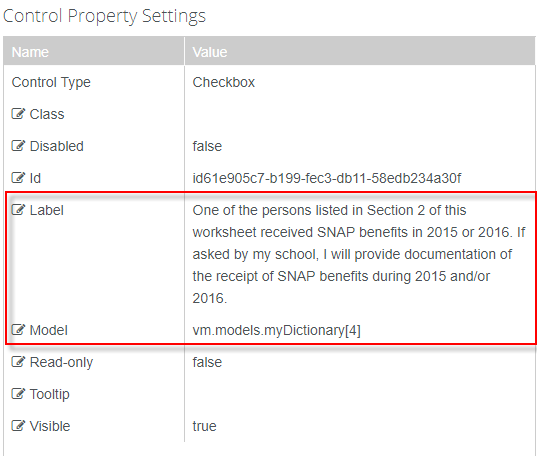 Control Property Settings
Name Value
Control Type Checkbox
Class
Disabled false
Id id61e905c7-b199-fec3-db11-58edb234a30f
Label One of the persons listed in Section 2 of this
worksheet received SNAP benefits in 2015 or 2016. If
asked by my school, I will provide documentation of
the receipt of SNAP benefits during 2015 and/or
2016.
Model vm.models.myDictionary[4]
Read-only false
Tooltip
Visible true